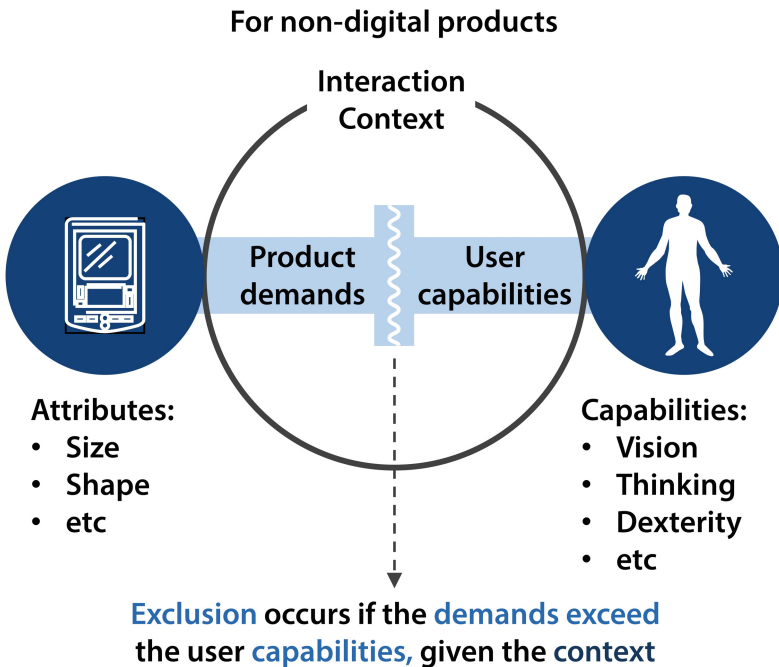 For non-digital products
Interaction
Context
Product
demands
User
capabilities
Attributes:
• Size
• Shape
• etc
Capabilities:
• Vision
• Thinking
• Dexterity
• etc
Exclusion occurs if the demands exceed
the user capabilities, given the context